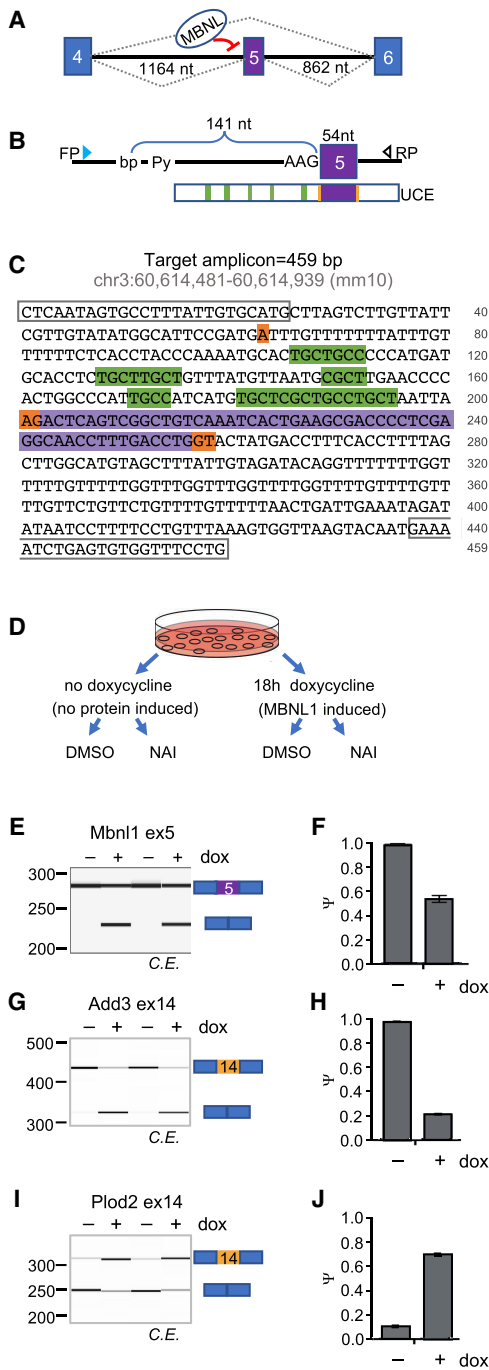 A
MBNL
4
5
6
1164 nt
862 nt
B
141 nt
54nt
FP
bp
Py
AAG
5
RP
UCE
C
Target amplicon=459 bp
chr3:60,614,481-60,614,939 (mm10)
CTCAATAGTGCCTTTATTGTGCATGCTTAGTCTTGTTATT 40
CGTTGTATATGGCATTCCGATGATTTGTTTTTTTATTTGT 80
TTTTTCTCACCTACCCAAAATGCACTGCTGCCCCCATGAT 120
GCACCTCTGCTTGCTGTTTATGTTAATGCGCTTGAACCCC 160
ACTGGCCCATTGCCCATCATGTGCTCGCTGCCTGCTAATTA 200
AGACTCAGTCGGCTGTCAAATCACTGAAGCGACCCCTCGA 240
GGCAACCTTTGACCTGGTACTATGACCTTTCACCTTTTAG 280
CTTGGCATGTAGCTTTATTGTAGATACAGGTTTTTTTGGT 320
TTTTGTTTTGGTTTGTTTTGGTTTTGGTTTTGTTTTGTT 360
TTGTTCTGTTCTGTTTTGTTTTTAACTGATTGAAATAGAT 400
ATAATCCTTTTCCTGTTTAAAGTGGTTAAGTACAATGAAA 440
ATCTGAGTGTGGTTTCCTG 459
D
no doxycycline
(no protein induced)
18h doxycycline
(MBNL1 induced)
DMSO
NAI
DMSO
NAI
E
Mbnl1 ex5
– + – + dox
300
250
200
5
C.E.
F
Ψ
1.0
0.8
0.6
0.4
0.2
0.0
– + dox
G
Add3 ex14
– + – + dox
500
400
300
14
C.E.
H
Ψ
1.0
0.8
0.6
0.4
0.2
0.0
– + dox
I
Plod2 ex14
– + – + dox
300
250
200
14
C.E.
J
Ψ
1.0
0.8
0.6
0.4
0.2
0.0
– + dox